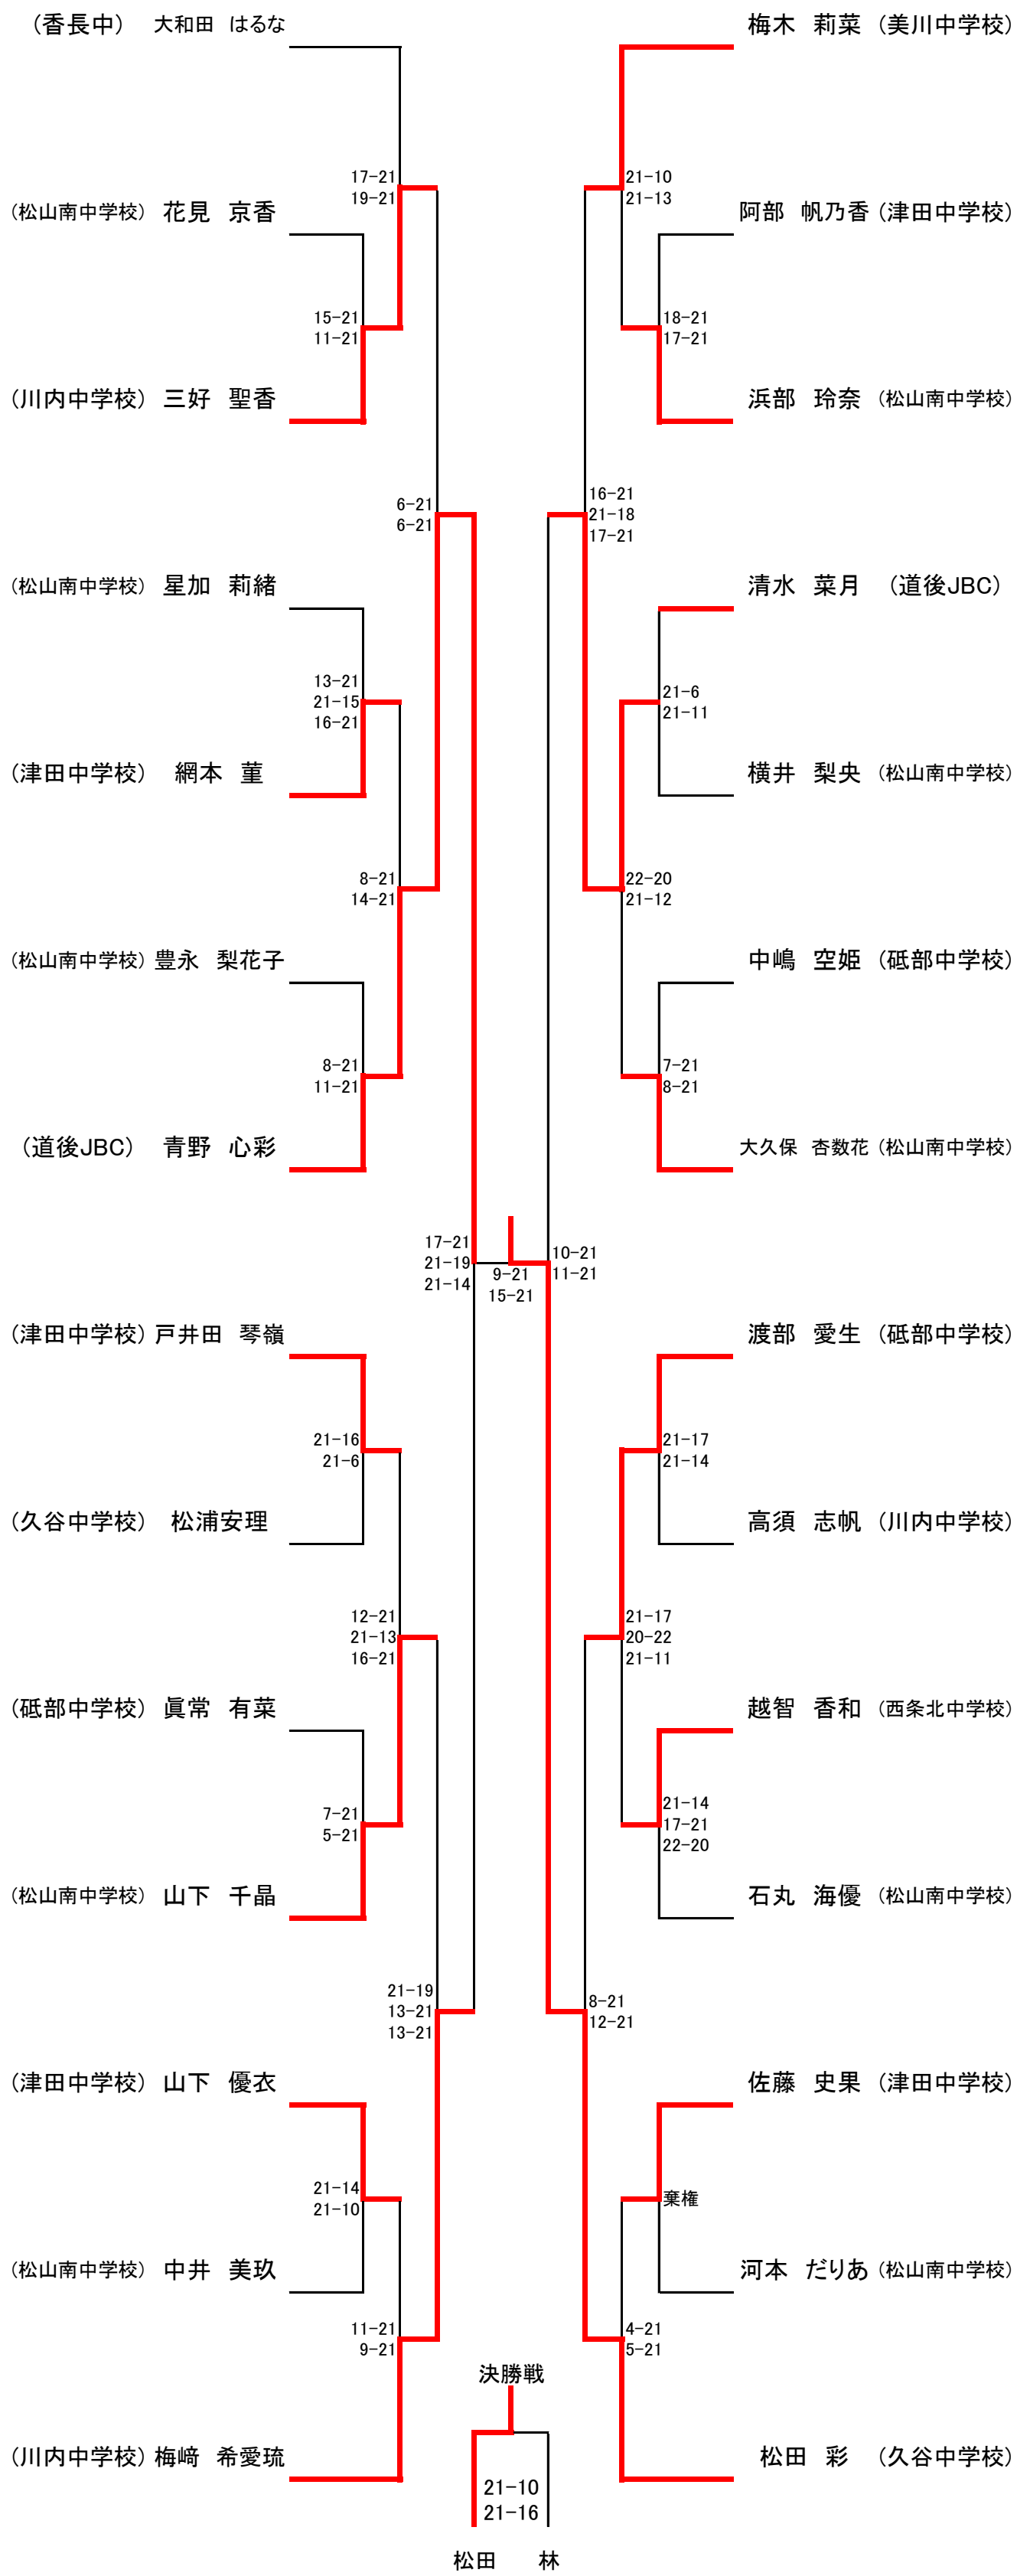 （香長中） 大和田 はるな
梅木 莉菜 （美川中学校）
17-21
19-21
21-10
21-13
（松山南中学校） 花見 京香
阿部 帆乃香 （津田中学校）
15-21
11-21
18-21
17-21
（川内中学校） 三好 聖香
浜部 玲奈 （松山南中学校）
6-21
6-21
16-21
21-18
17-21
（松山南中学校） 星加 莉緒
清水 菜月 （道後JBC）
13-21
21-15
16-21
21-6
21-11
（津田中学校） 網本 菫
横井 梨央 （松山南中学校）
8-21
14-21
22-20
21-12
（松山南中学校） 豊永 梨花子
中嶋 空姫 （砥部中学校）
8-21
11-21
7-21
8-21
（道後JBC） 青野 心彩
大久保 杏数花 （松山南中学校）
17-21
21-19
21-14
9-21
15-21
10-21
11-21
（津田中学校） 戸井田 琴嶺
渡部 愛生 （砥部中学校）
21-16
21-6
21-17
21-14
（久谷中学校） 松浦安理
高須 志帆 （川内中学校）
12-21
21-13
16-21
21-17
20-22
21-11
（砥部中学校） 眞常 有菜
越智 香和 （西条北中学校）
7-21
5-21
21-14
17-21
22-20
（松山南中学校） 山下 千晶
石丸 海優 （松山南中学校）
21-19
13-21
13-21
8-21
12-21
（津田中学校） 山下 優衣
佐藤 史果 （津田中学校）
21-14
21-10
棄権
（松山南中学校） 中井 美玖
河本 だりあ （松山南中学校）
11-21
9-21
4-21
5-21
決勝戦
（川内中学校） 梅﨑 希愛琉
松田 彩 （久谷中学校）
21-10
21-16
松田 林